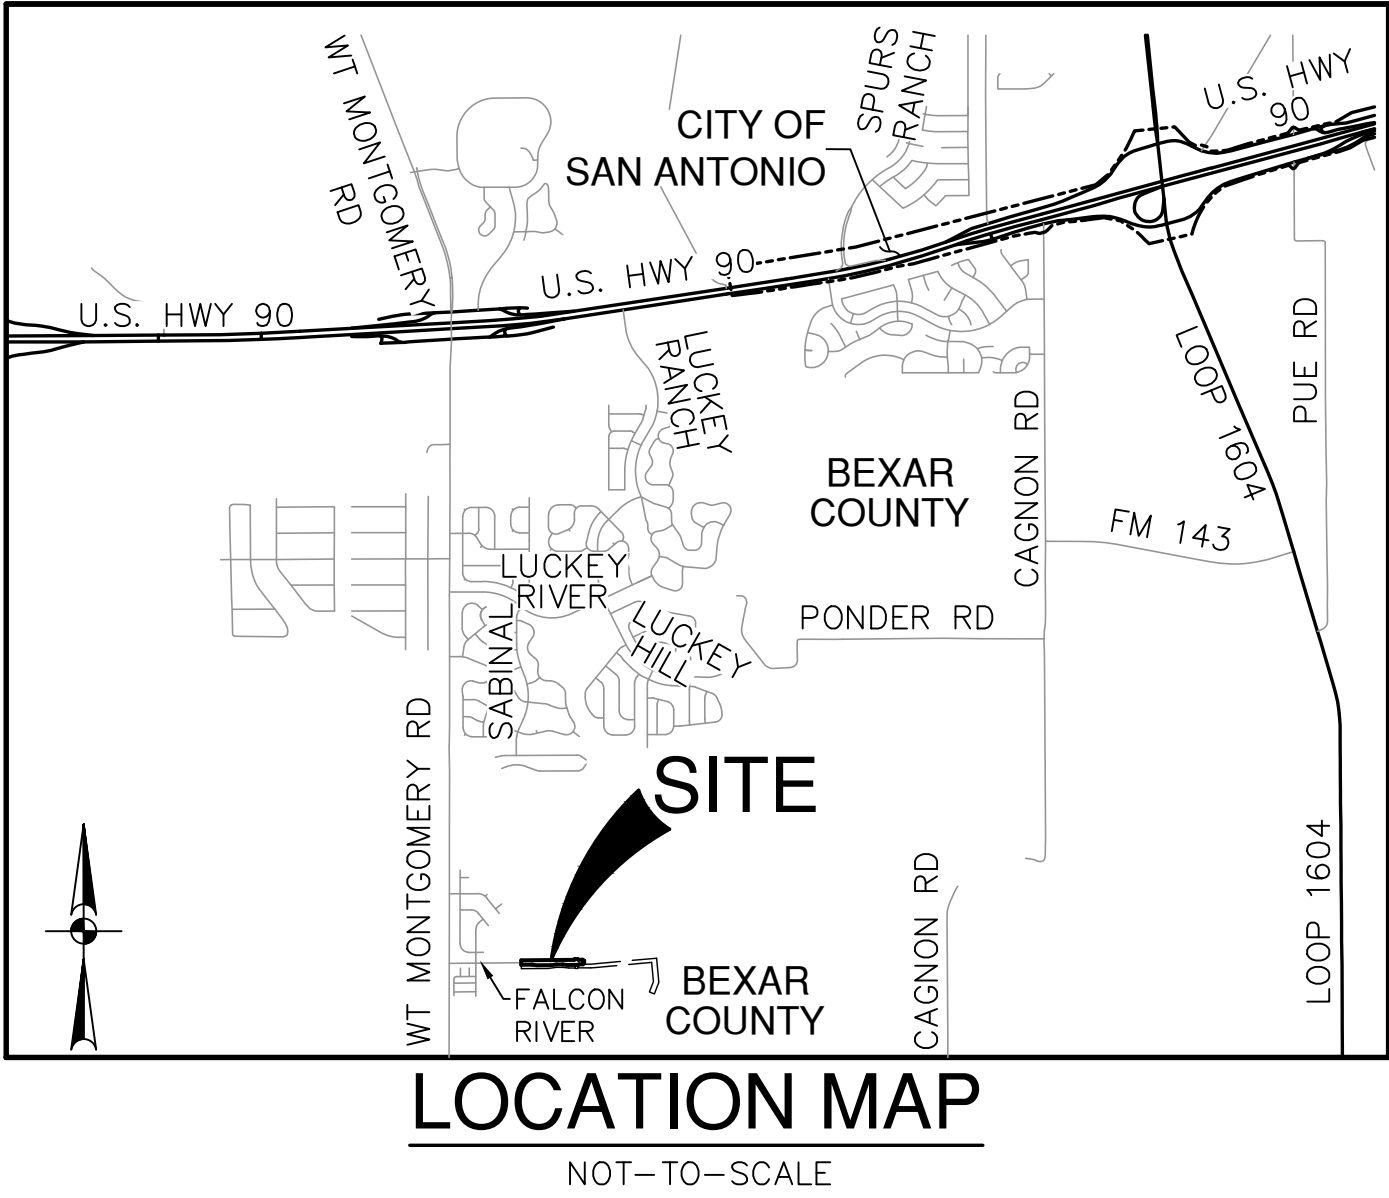 WT MONTGOMERY
RD
SPURS
RANCH
U.S. HWY
90
CITY OF
SAN ANTONIO
U.S. HWY 90
U.S. HWY 90
LUCKEY
RANCH
LOOP 1604
PUE RD
CAGNON RD
BEXAR
COUNTY
FM 143
LUCKEY
RIVER
SABINAL
LUCKEY
HILL
PONDER RD
WT MONTGOMERY RD
SITE
LOOP 1604
CAGNON RD
BEXAR
COUNTY
FALCON
RIVER
LOCATION MAP
NOT-TO-SCALE